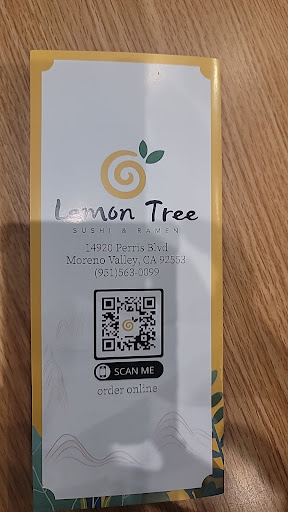 Lemon Tree
SUSHI & RAMEN
14920 Perris Blvd
Moreno Valley, CA 92553
(951)563-0099
SCAN ME
order online